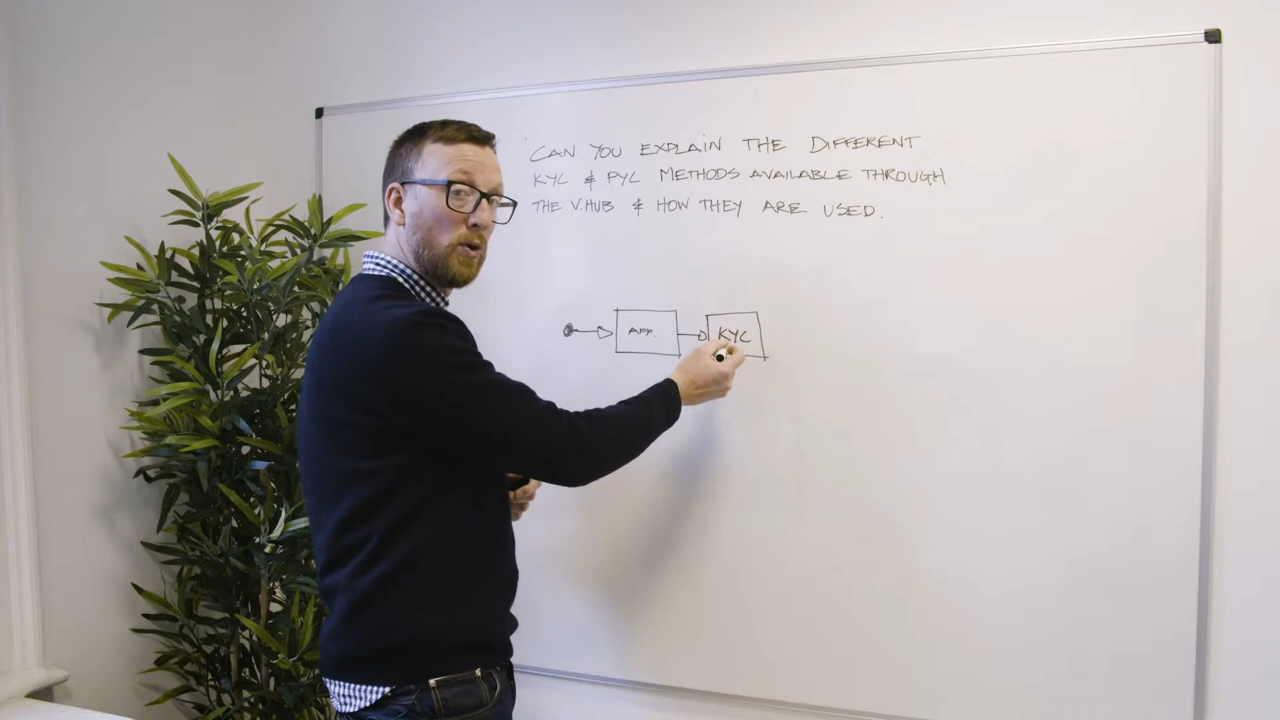 CAN YOU EXPLAIN THE DIFFERENT
KYC & PYC METHODS AVAILABLE THROUGH
THE V.HUB & HOW THEY ARE USED.
APP.
KYC